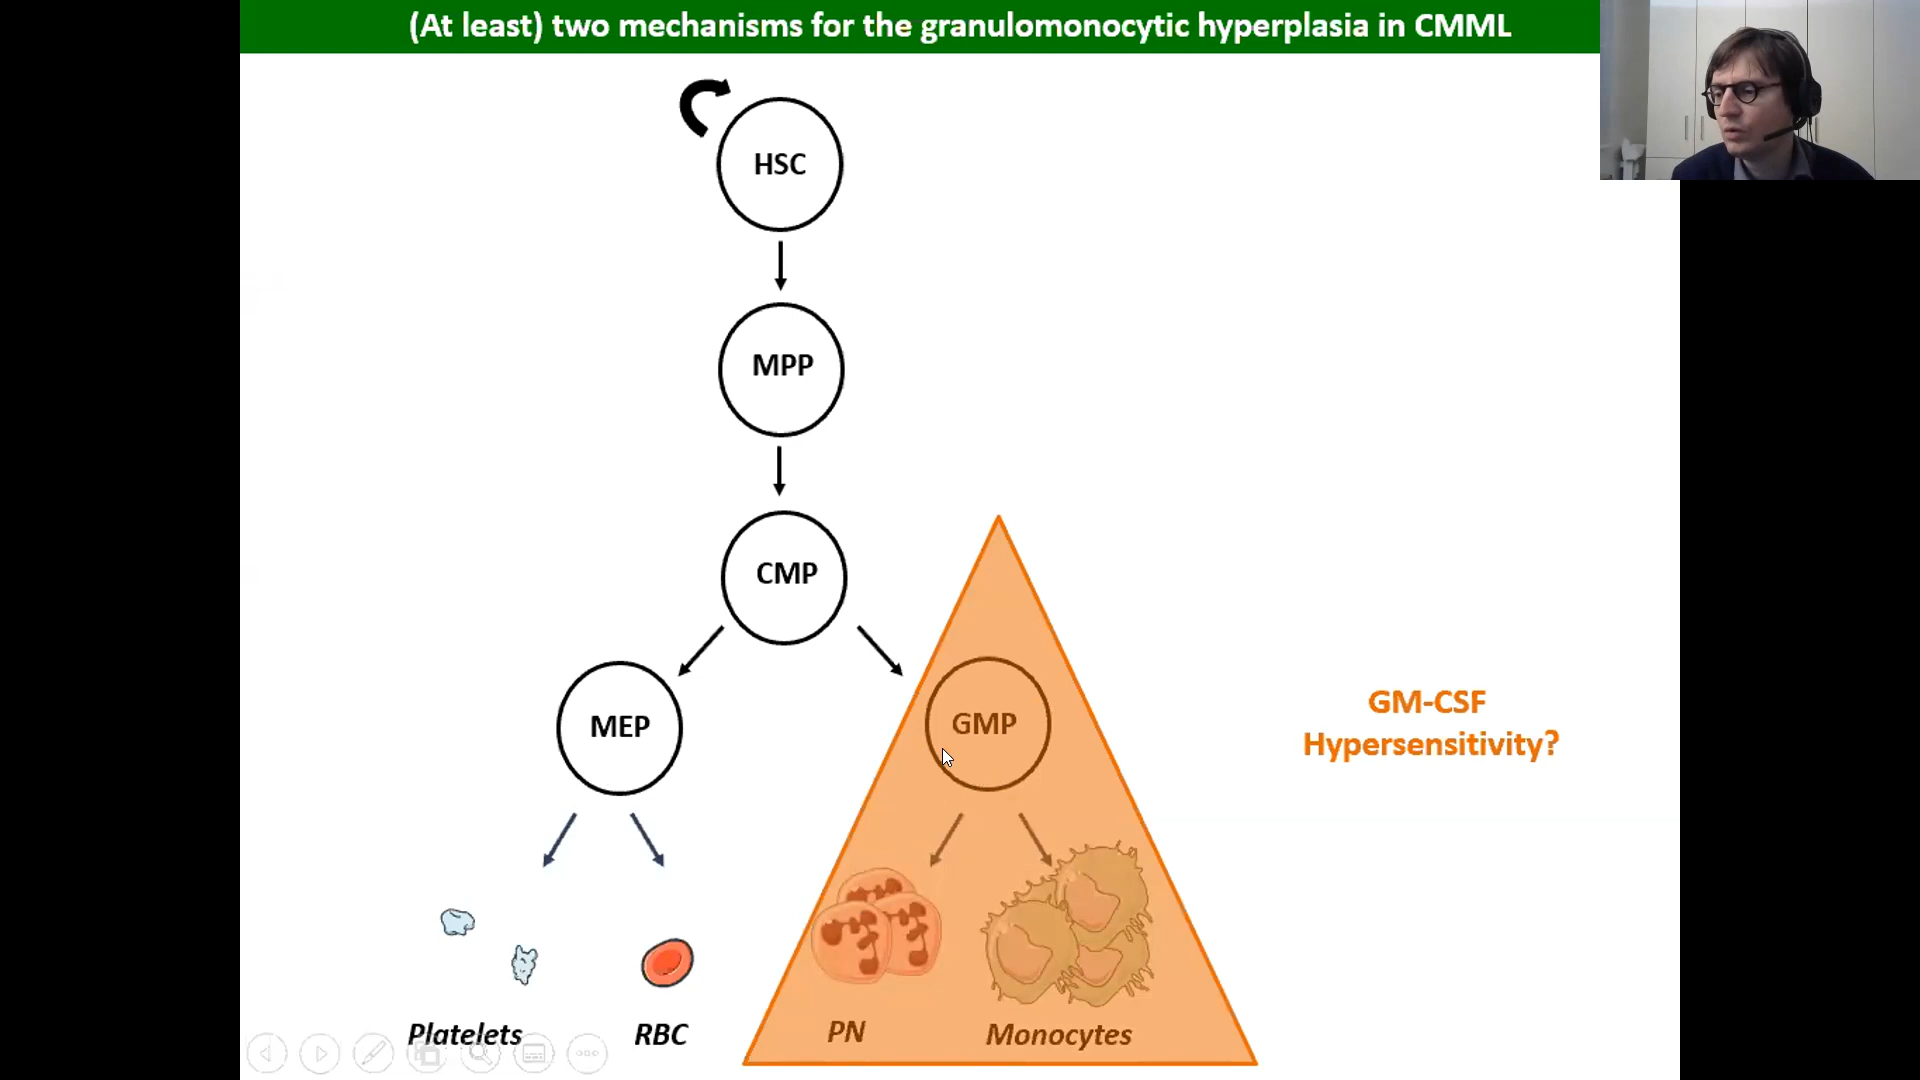 (At least) two mechanisms for the granulomonocytic hyperplasia in CMML
HSC
MPP
CMP
MEP
GMP
GM-CSF
Hypersensitivity?
Platelets
RBC
PN
Monocytes